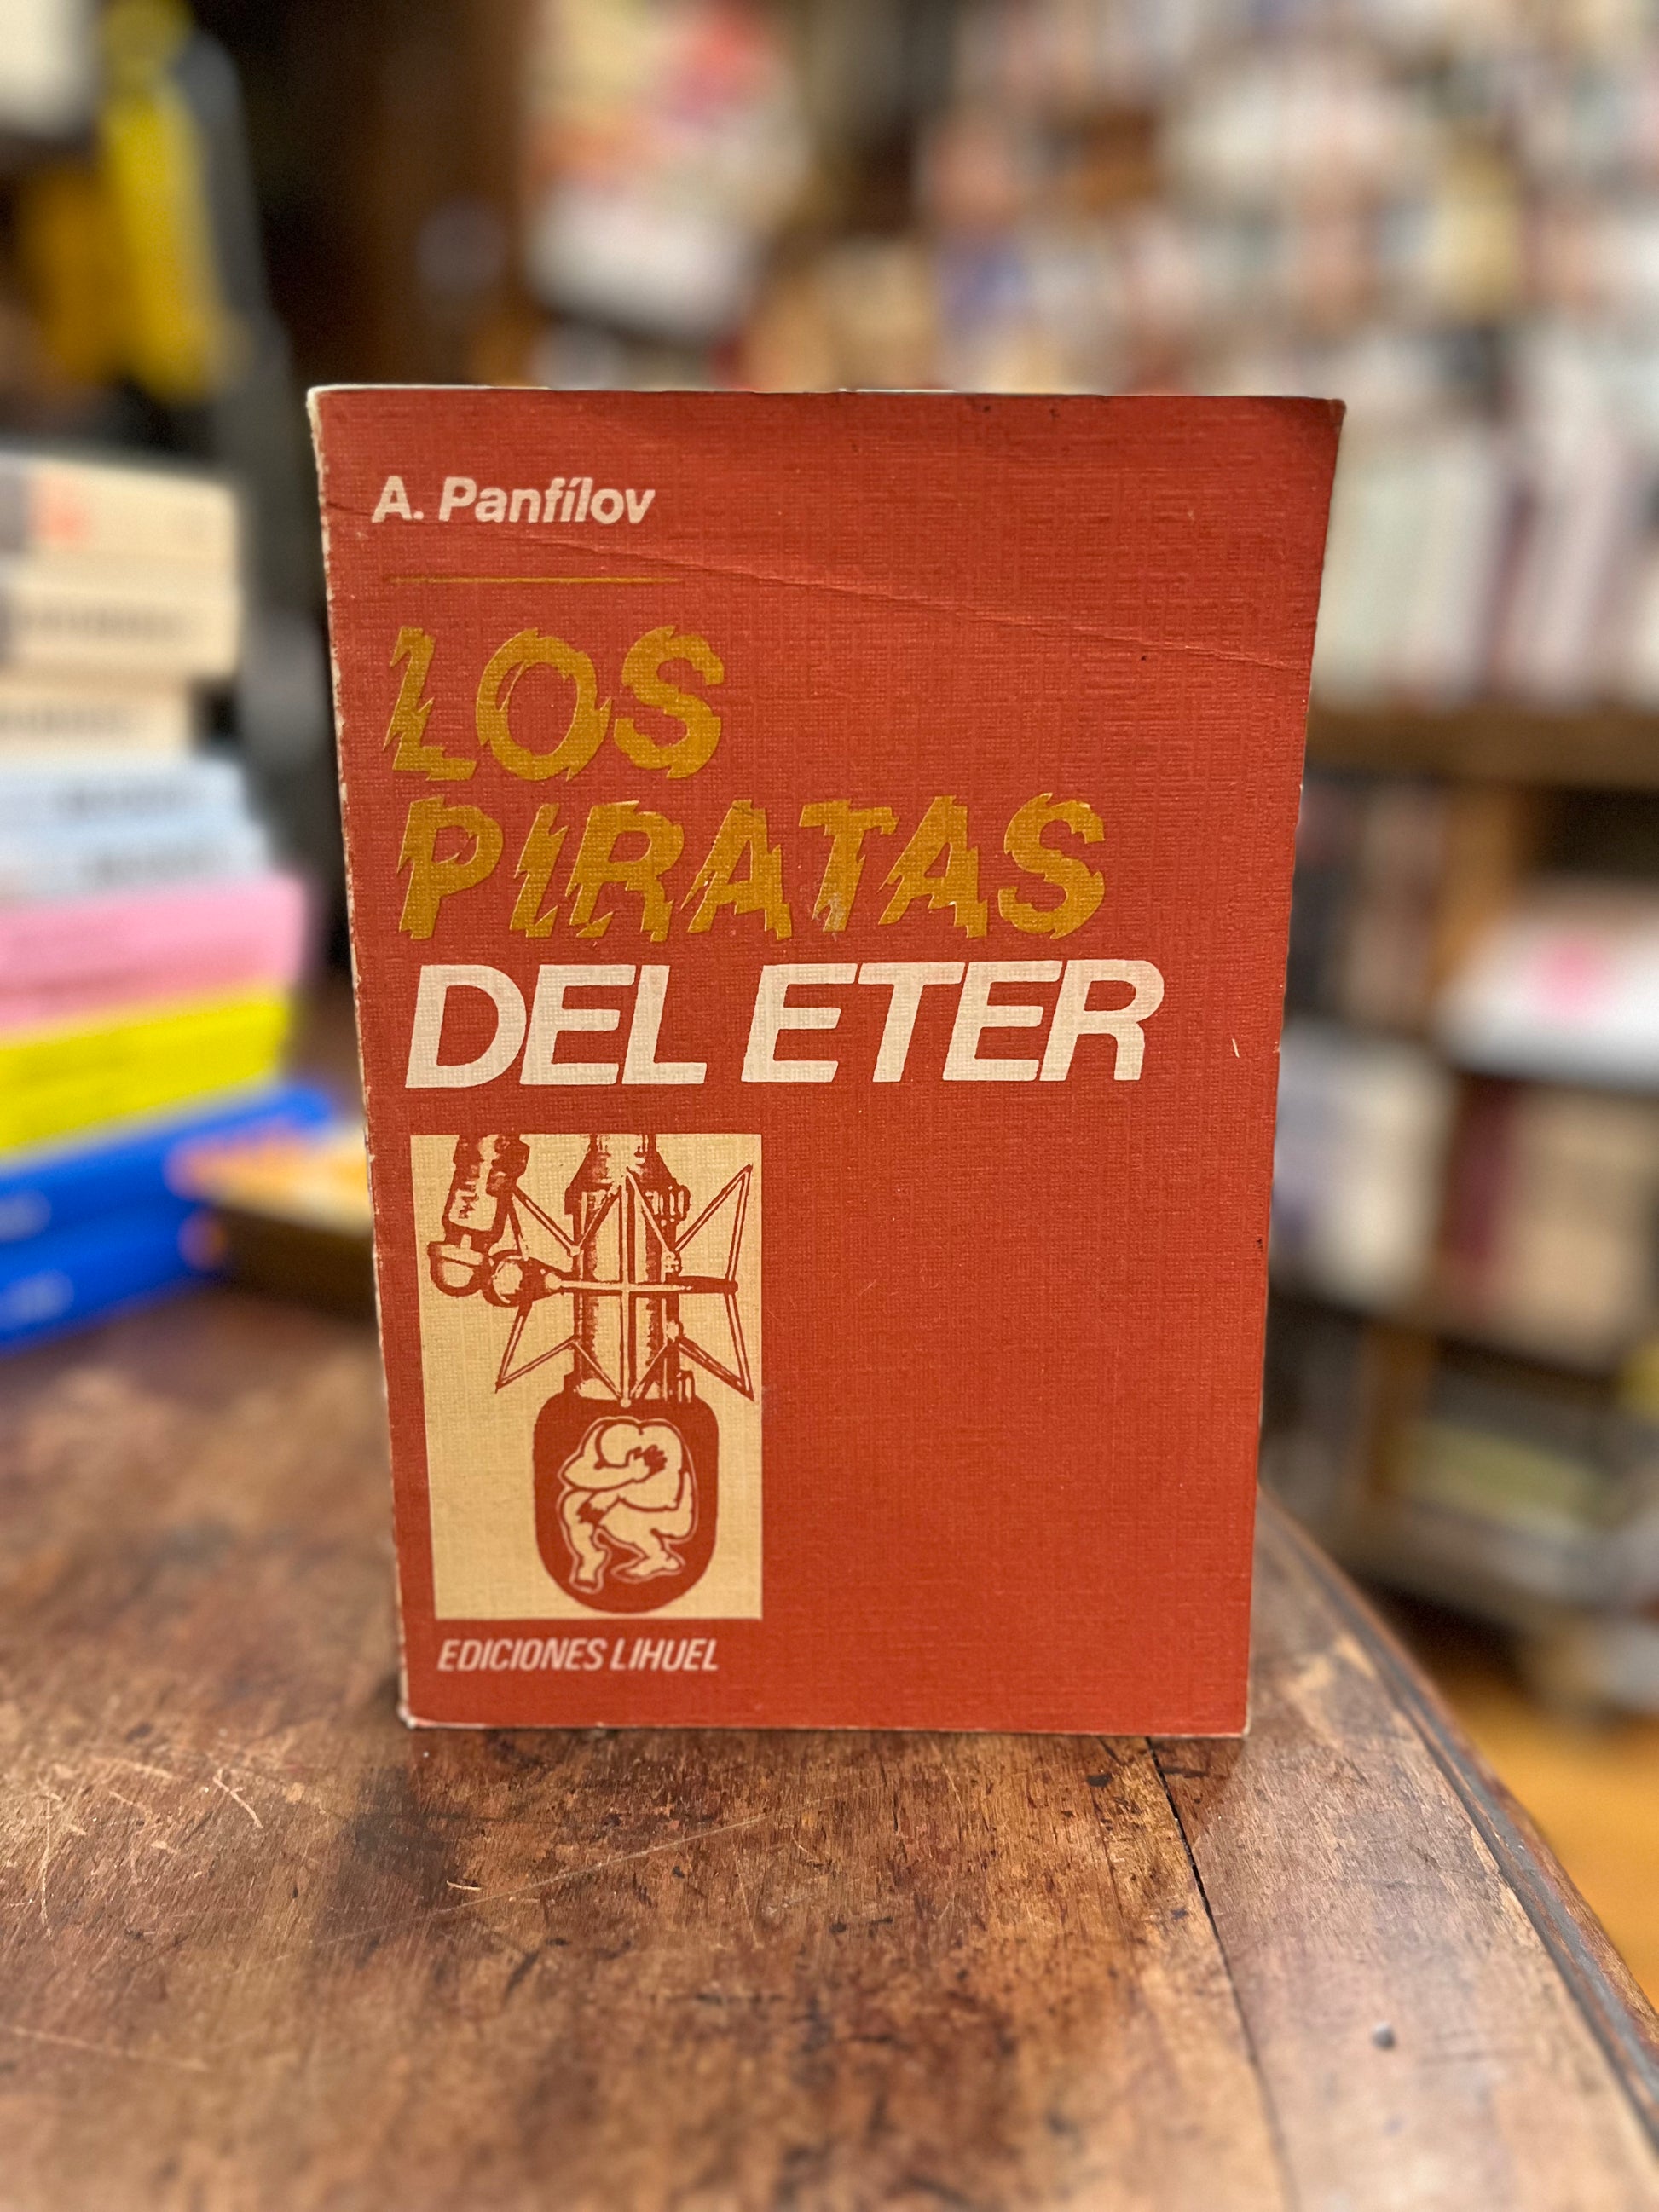 A. Panfílov
LOS
PIRATAS
DEL ETER
EDICIONES LIHUEL